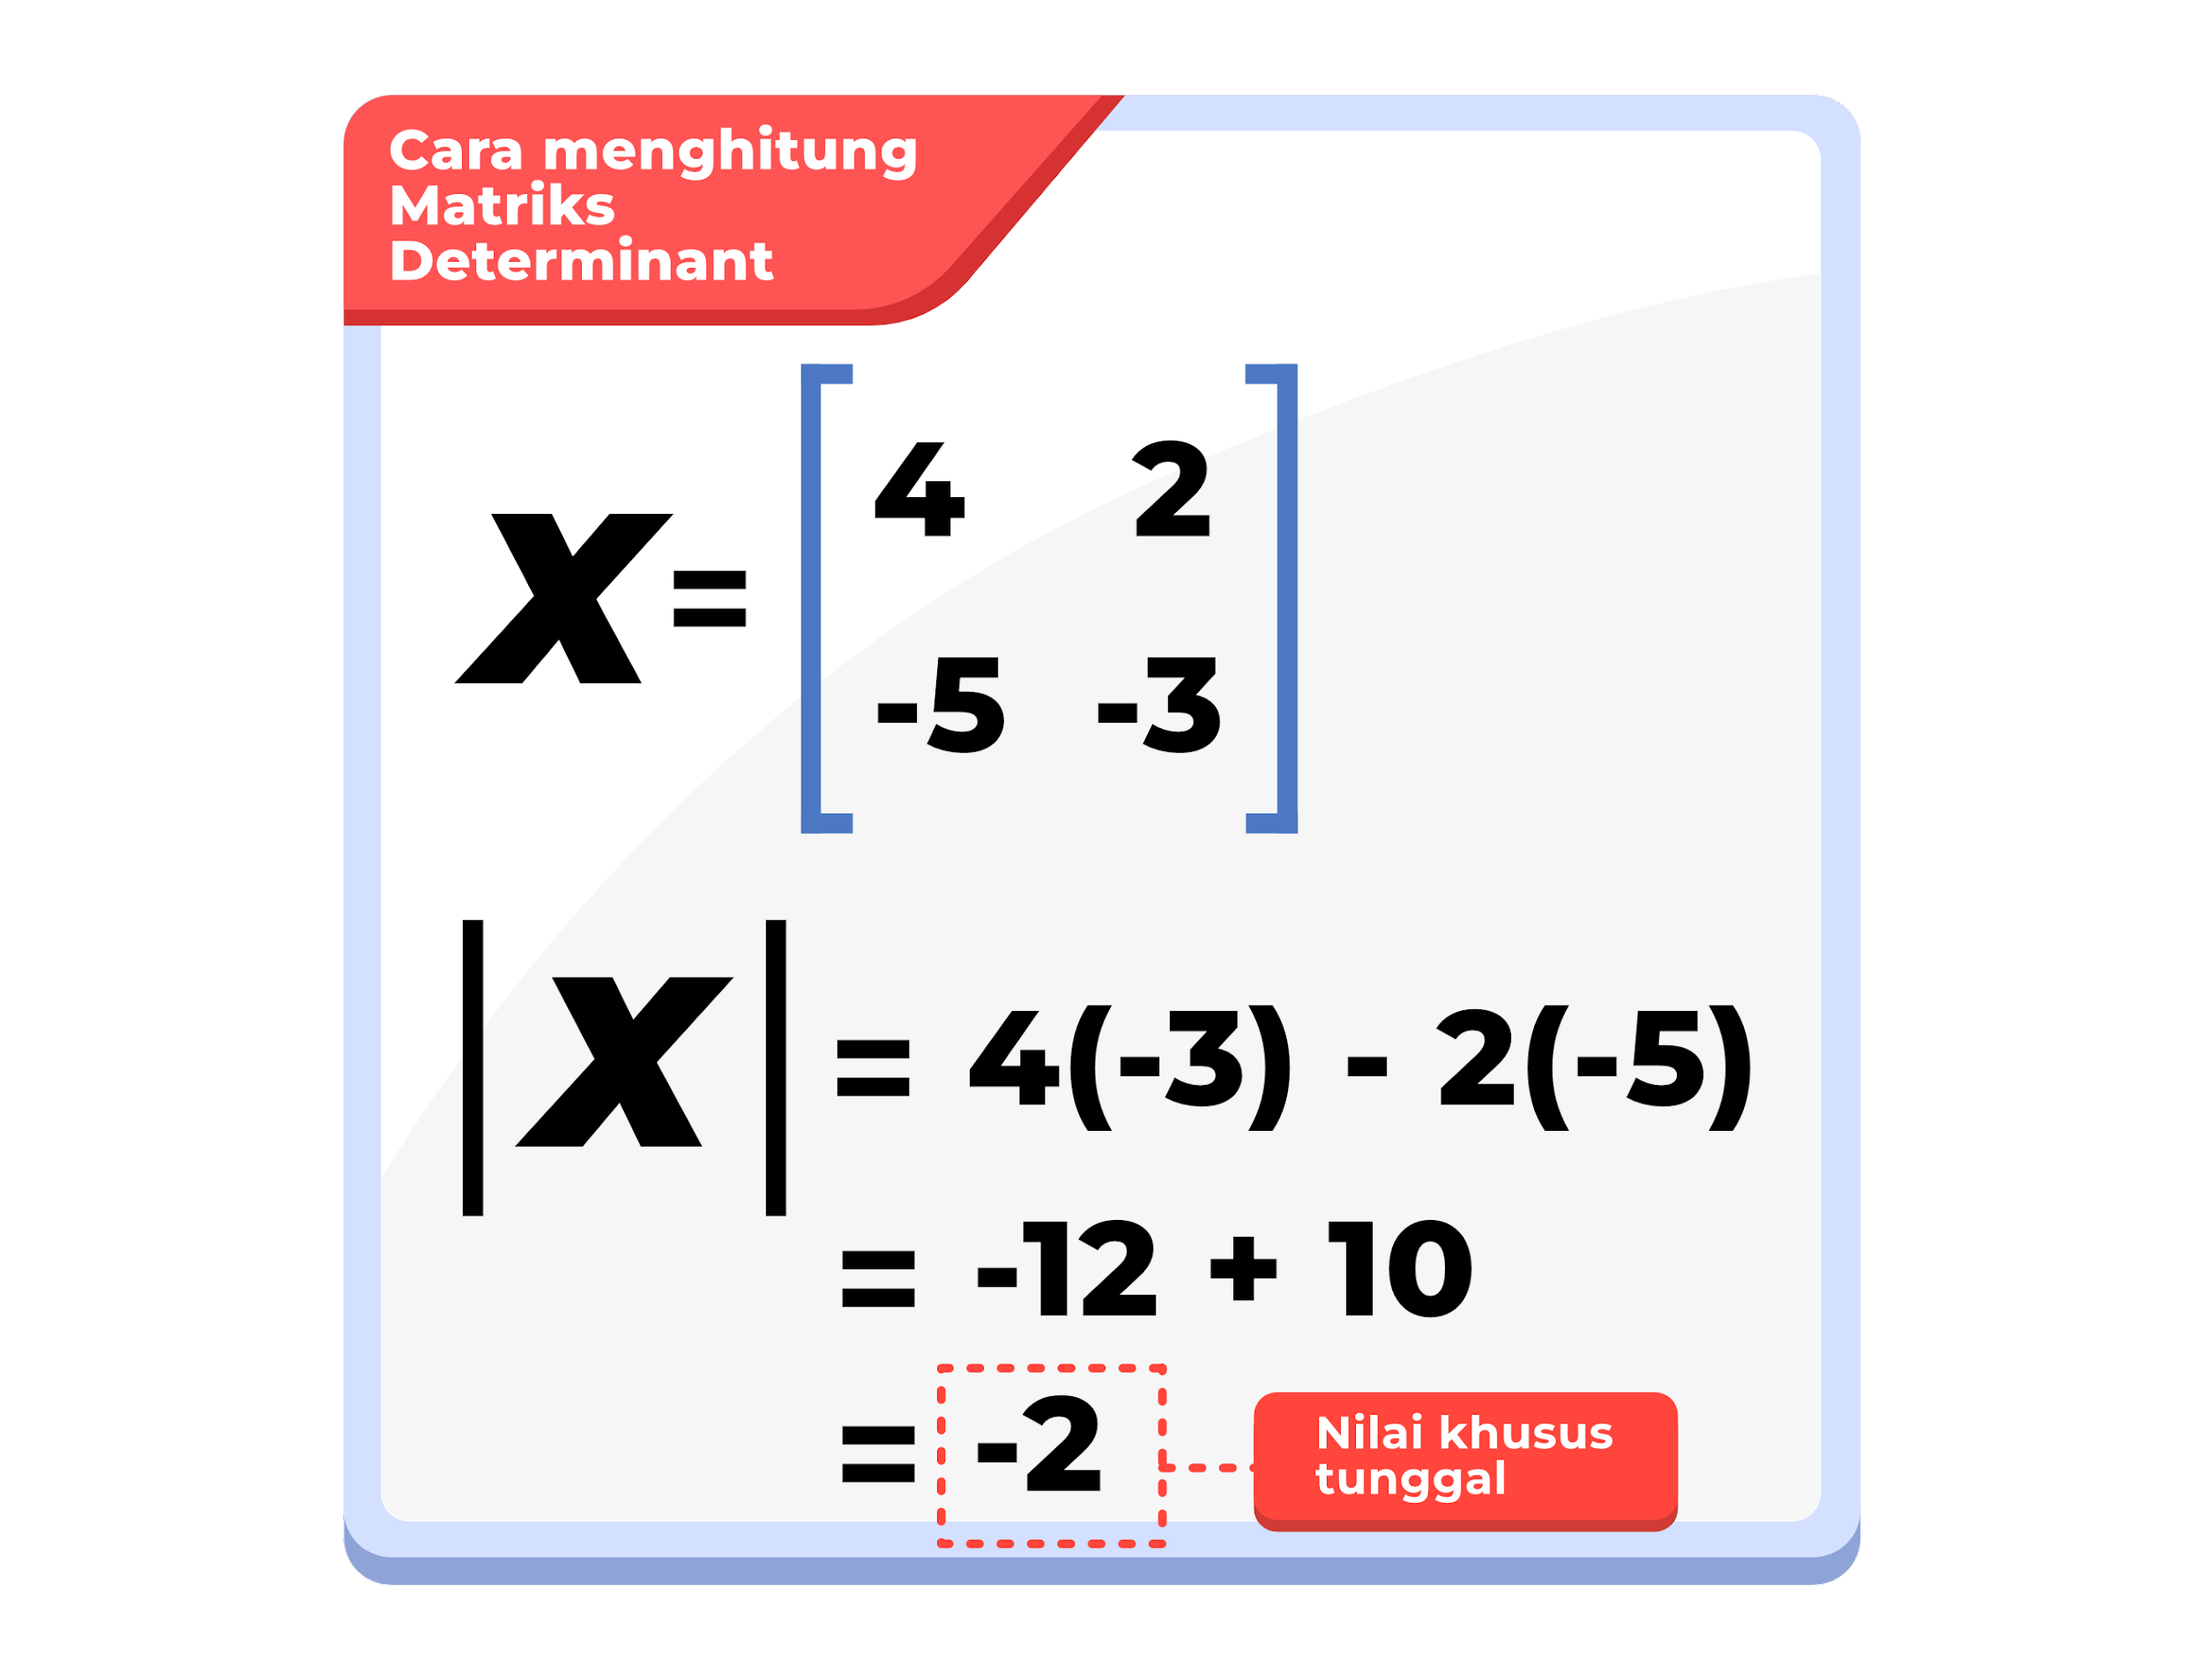 Cara menghitung
Matriks
Determinant
4 2
X =
-5 -3
|X| = 4(-3) - 2(-5)
= -12 + 10
= -2
Nilai khusus
tunggal